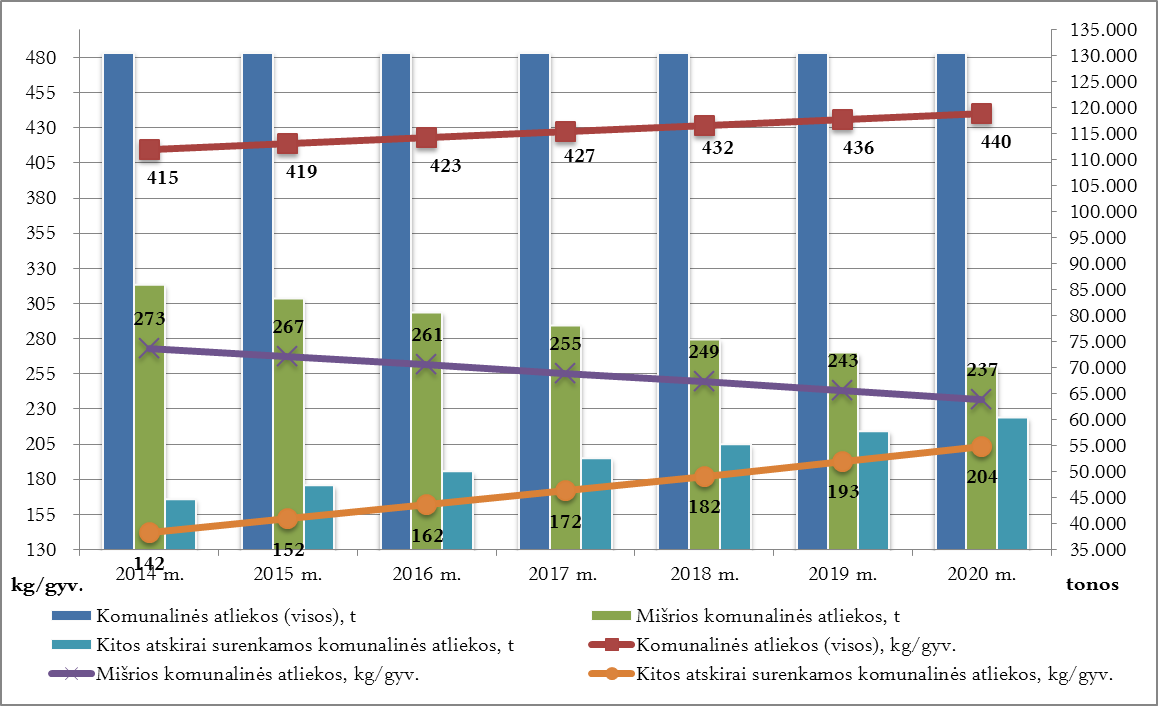 135.000
480 130.000
125.000
455 120.000
430 115.000
110.000
405 105.000
380 100.000
95.000
355 90.000
330 85.000
305 80.000
280 75.000
70.000
255 65.000
230 60.000
205 55.000
180 50.000
45.000
155 40.000
130 35.000
415 419 423 427 432 436 440
273 267 261 255 249 243 237
142 152 162 172 182 193 204
2014 m. 2015 m. 2016 m. 2017 m. 2018 m. 2019 m. 2020 m.
kg/gyv. tonos
Komunalinės atliekos (visos), t Mišrios komunalinės atliekos, t
Kitos atskirai surenkamos komunalinės atliekos, t Komunalinės atliekos (visos), kg/gyv.
Mišrios komunalinės atliekos, kg/gyv. Kitos atskirai surenkamos komunalinės atliekos, kg/gyv.